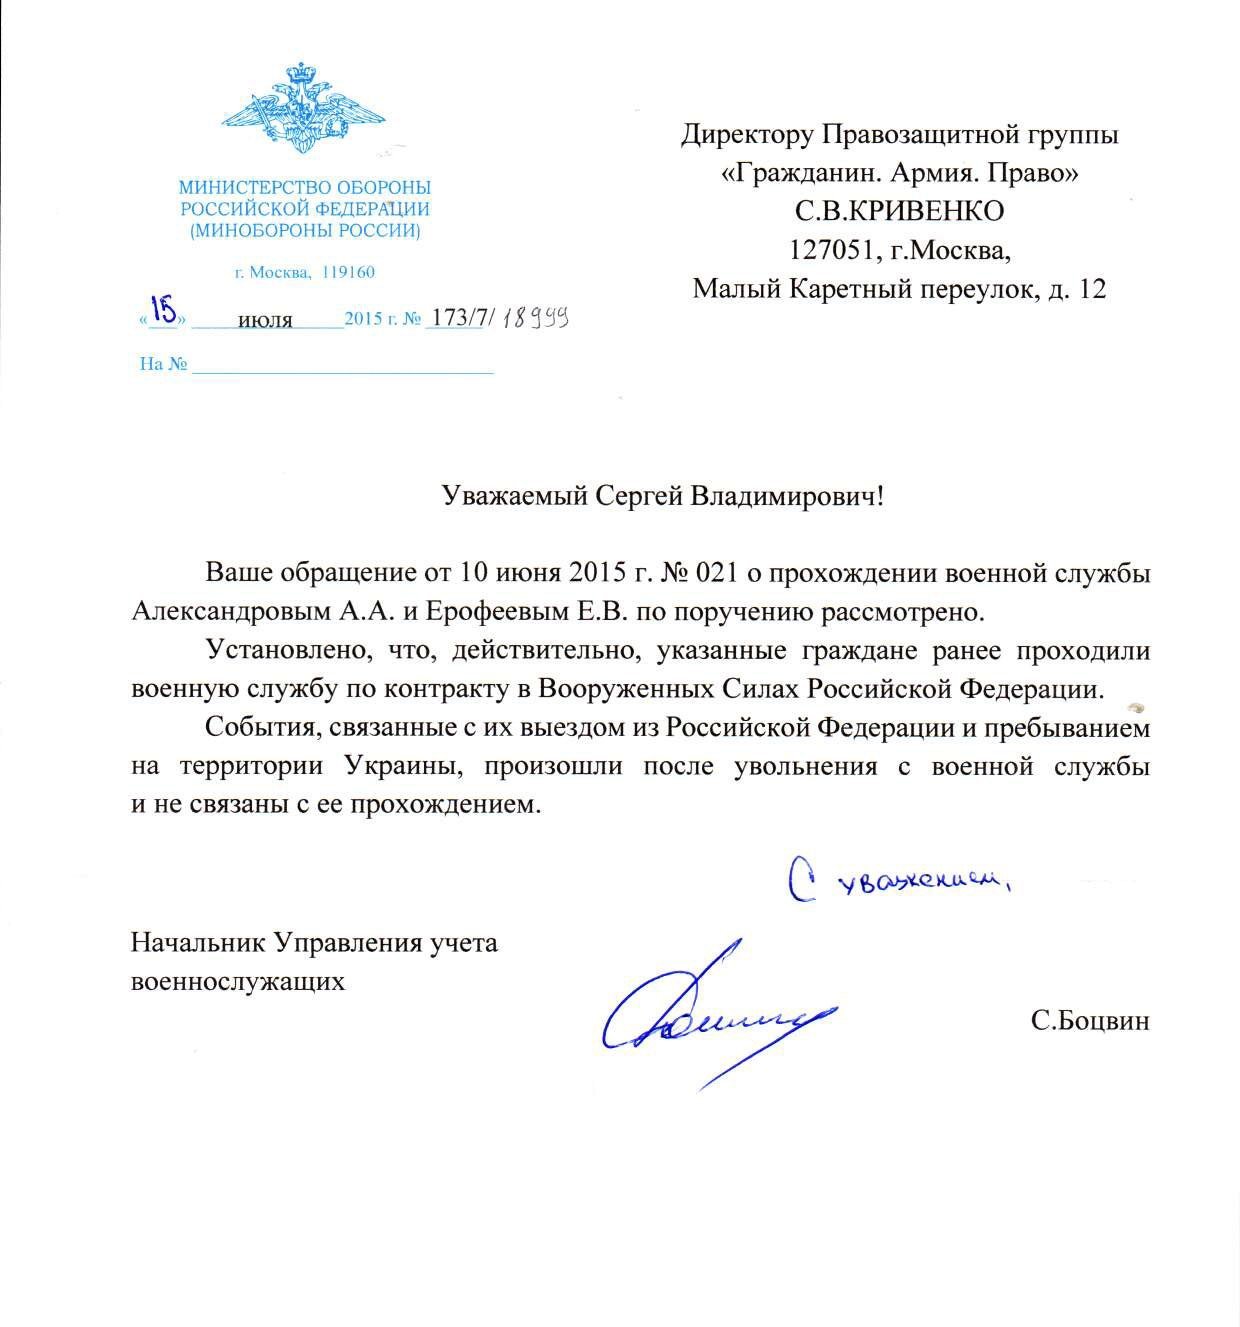 МИНИСТЕРСТВО ОБОРОНЫ
РОССИЙСКОЙ ФЕДЕРАЦИИ
(МИНОБОРОНЫ РОССИИ)
г. Москва, 119160
«15» июля 2015 г. № 173/7/18999
На №
Директору Правозащитной группы
«Гражданин. Армия. Право»
С.В.КРИВЕНКО
127051, г.Москва,
Малый Каретный переулок, д. 12
Уважаемый Сергей Владимирович!
Ваше обращение от 10 июня 2015 г. № 021 о прохождении военной службы
Александровым А.А. и Ерофеевым Е.В. по поручению рассмотрено.
Установлено, что, действительно, указанные граждане ранее проходили
военную службу по контракту в Вооруженных Силах Российской Федерации.
События, связанные с их выездом из Российской Федерации и пребыванием
на территории Украины, произошли после увольнения с военной службы
и не связаны с ее прохождением.
С уважением,
Начальник Управления учета
военнослужащих
С.Боцвин